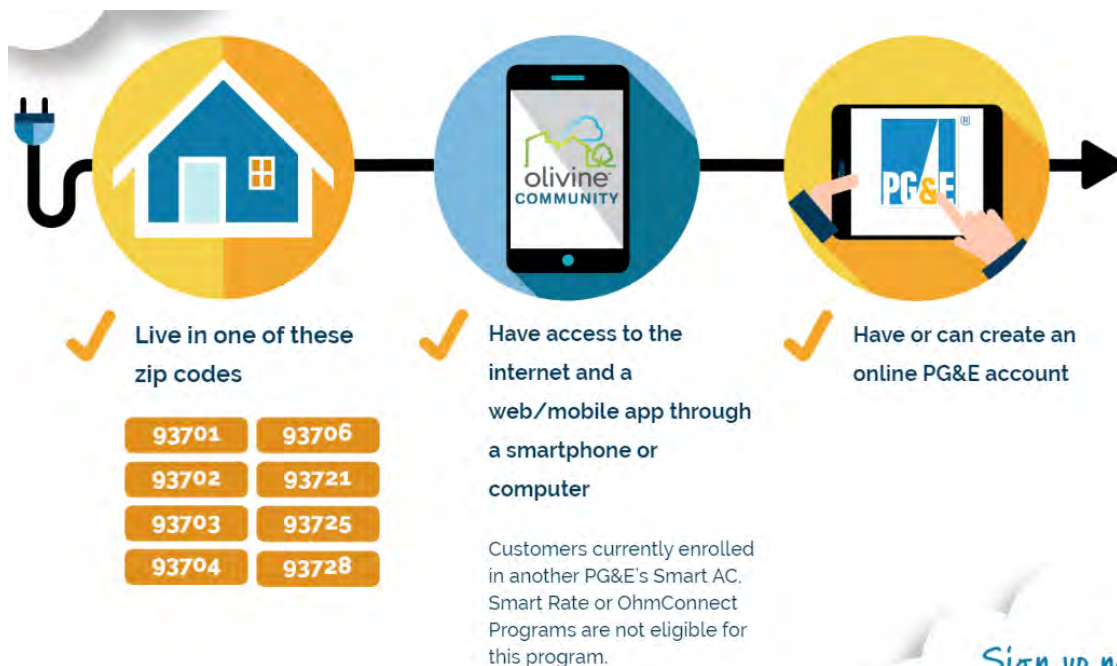 olivine
COMMUNITY
PG&E
®
Live in one of these
zip codes
93701
93706
93702
93721
93703
93725
93704
93728
Have access to the
internet and a
web/mobile app through
a smartphone or
computer
Customers currently enrolled
in another PG&E's Smart AC,
Smart Rate or OhmConnect
Programs are not eligible for
this program.
Have or can create an
online PG&E account
Sign up